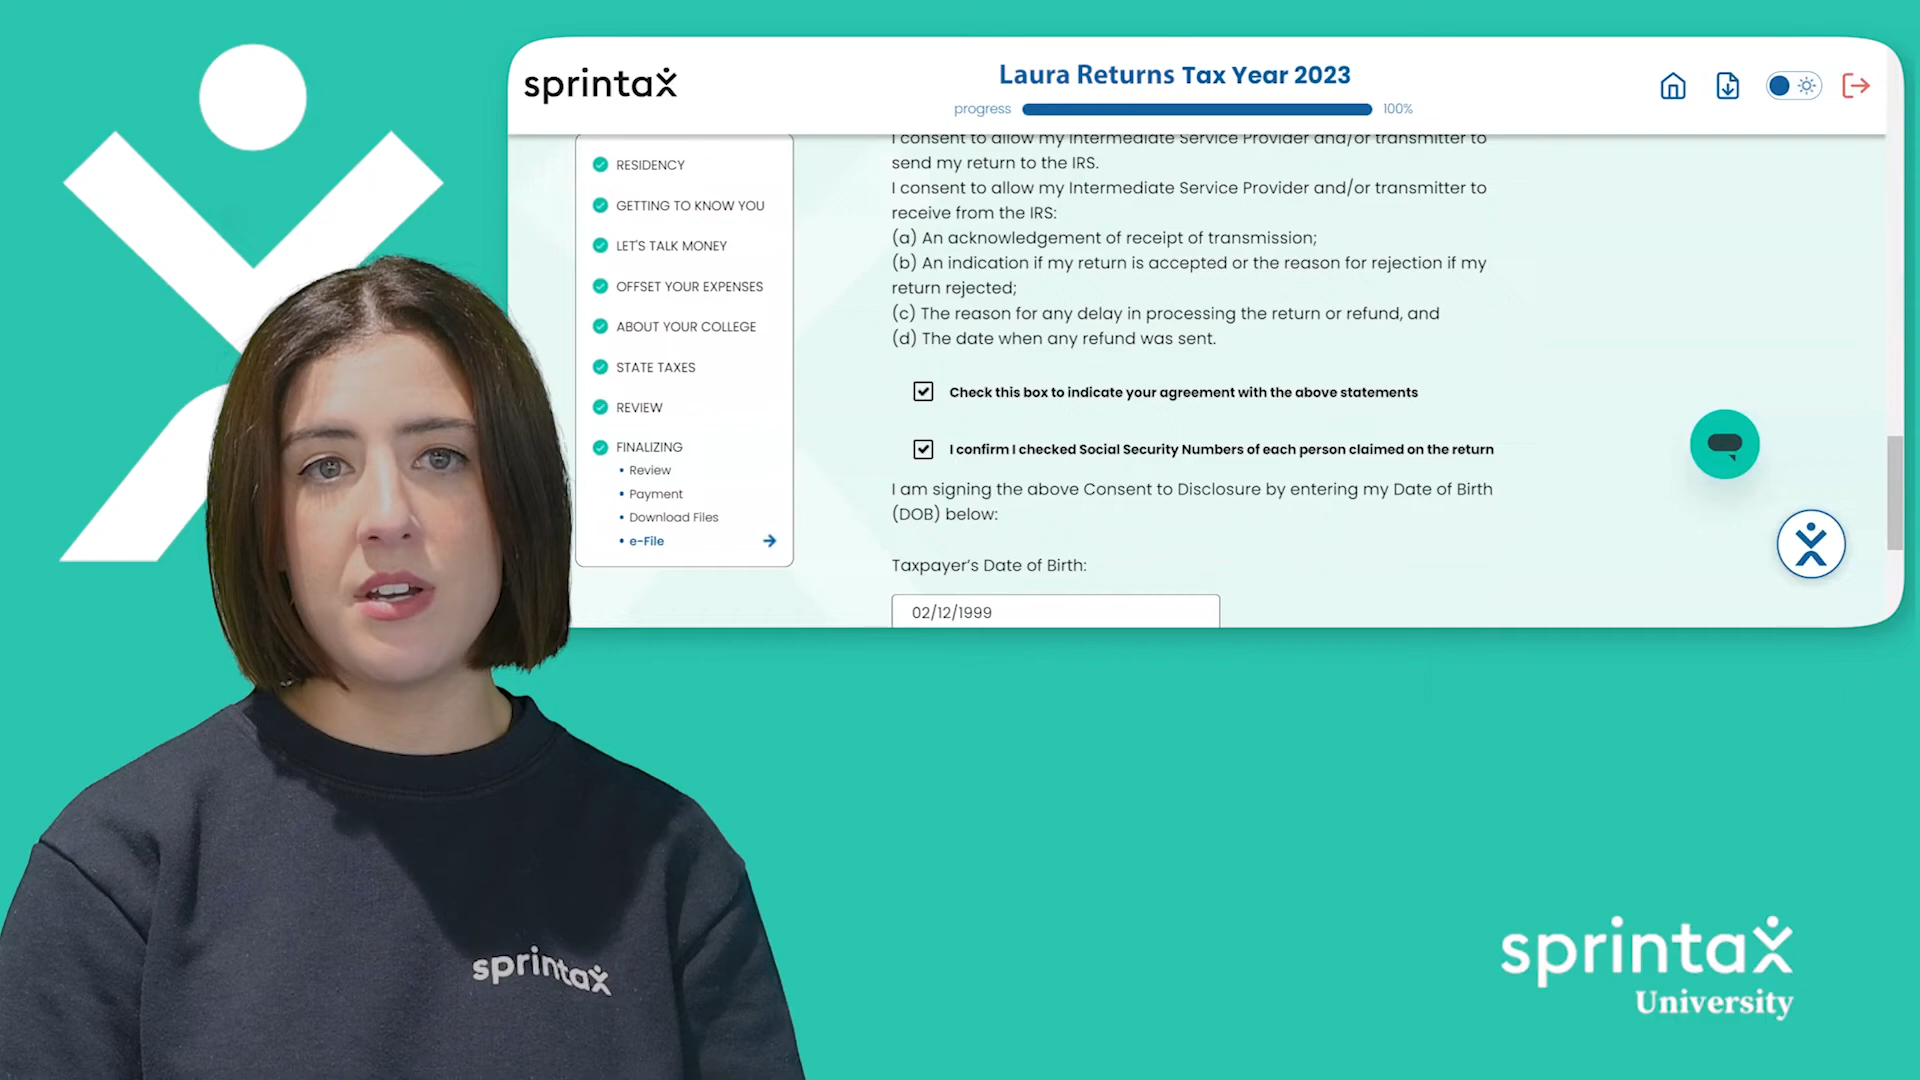 sprintax
Laura Returns Tax Year 2023
progress 100%
RESIDENCY
GETTING TO KNOW YOU
LET'S TALK MONEY
OFFSET YOUR EXPENSES
ABOUT YOUR COLLEGE
STATE TAXES
REVIEW
FINALIZING
• Review
• Payment
• Download Files
• e-File
I consent to allow my Intermediate Service Provider and/or transmitter to
send my return to the IRS.
I consent to allow my Intermediate Service Provider and/or transmitter to
receive from the IRS:
(a) An acknowledgement of receipt of transmission;
(b) An indication if my return is accepted or the reason for rejection if my
return rejected;
(c) The reason for any delay in processing the return or refund, and
(d) The date when any refund was sent.
Check this box to indicate your agreement with the above statements
I confirm I checked Social Security Numbers of each person claimed on the return
I am signing the above Consent to Disclosure by entering my Date of Birth
(DOB) below:
Taxpayer's Date of Birth:
02/12/1999
sprintax
sprintax
University